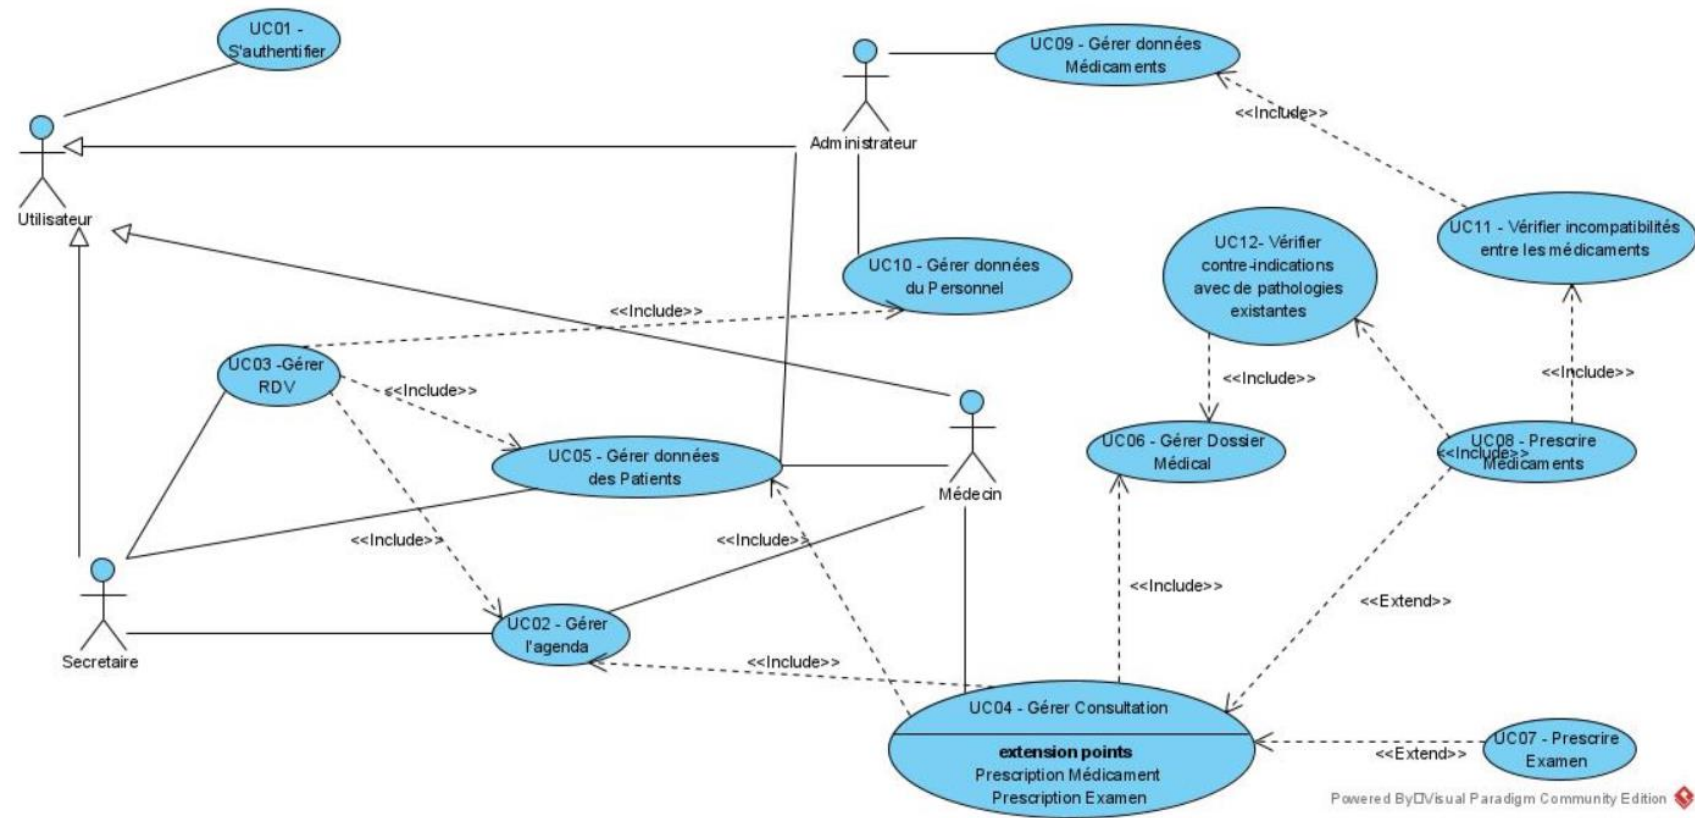 UC01 -
S'authentifier
UC09 - Gérer données
Médicaments
<<Include>>
Administrateur
Utilisateur
UC11 - Vérifier incompatibilités
entre les médicaments
UC12- Vérifier
contre-indications
avec de pathologies
existantes
UC10 - Gérer données
du Personnel
<<Include>>
UC03 -Gérer
RDV
<<Include>>
<<Include>>
<<Include>>
UC05 - Gérer données
des Patients
Médecin
UC06 - Gérer Dossier
Médical
UC08 - Prescrire
<<Include>>
Médicaments
<<Include>>
<<Include>>
<<Include>>
<<Extend>>
UC02 - Gérer
l'agenda
Secretaire
<<Include>>
UC04 - Gérer Consultation
extension points
Prescription Médicament
Prescription Examen
<<Extend>>
UC07 - Prescrire
Examen
Powered By□Visual Paradigm Community Edition